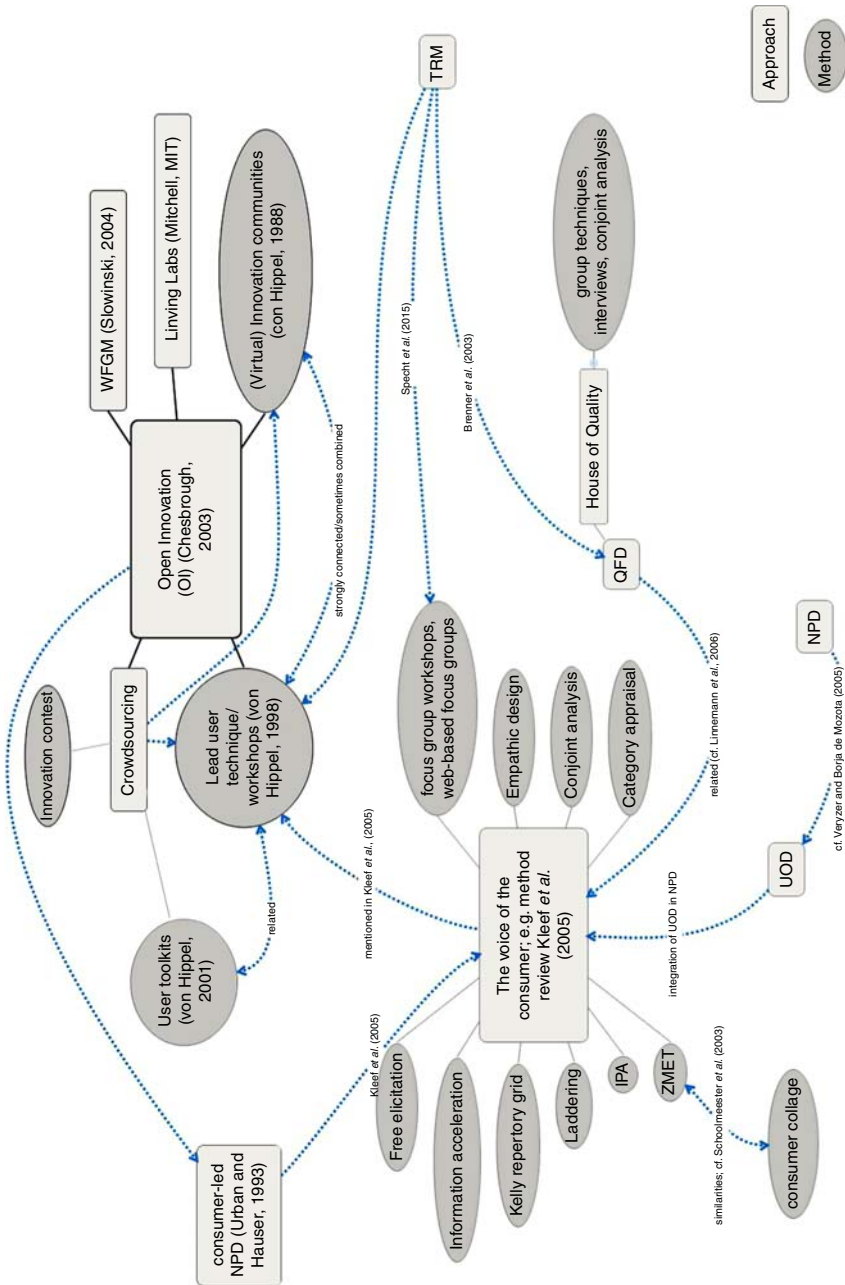 Innovation contest
User toolkits
(von Hippel,
2001)
Crowdsourcing
Open Innovation
(OI) (Chesbrough,
2003)
WFGM (Slowinski, 2004)
Linving Labs (Mitchell, MIT)
(Virtual) Innovation communities
(con Hippel, 1988)
Lead user
technique/
workshops (von
Hippel, 1998)
related
strongly connected/sometimes combined
consumer-led
NPD (Urban and
Hauser, 1993)
Kleef et al. (2005)
mentioned in Kleef et al., (2005)
Specht et al. (2015)
TRM
Brenner et al. (2003)
Free elicitation
Information acceleration
Kelly repertory grid
Laddering
IPA
ZMET
The voice of the
consumer; e.g. method
review Kleef et al.
(2005)
focus group workshops,
web-based focus groups
Empathic design
Conjoint analysis
Category appraisal
QFD
House of Quality
group techniques,
interviews, conjoint analysis
related (cf. Linnemann et al., 2006)
integration of UOD in NPD
similarities; cf. Schoolmeester et al. (2003)
consumer collage
UOD
NPD
cf. Veryzer and Borja de Mozota (2005)
Approach
Method